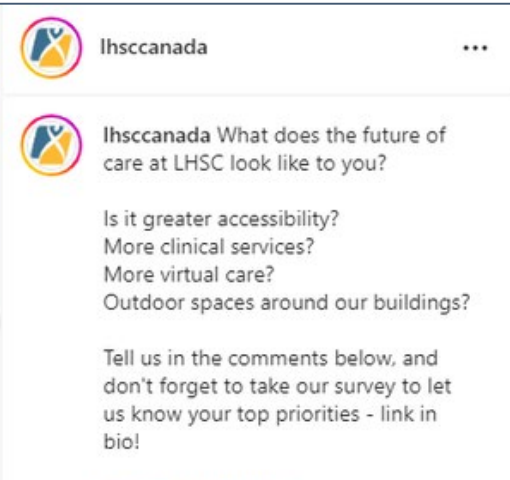 lhsccanada
lhsccanada What does the future of
care at LHSC look like to you?
Is it greater accessibility?
More clinical services?
More virtual care?
Outdoor spaces around our buildings?
Tell us in the comments below, and
don't forget to take our survey to let
us know your top priorities - link in
bio!